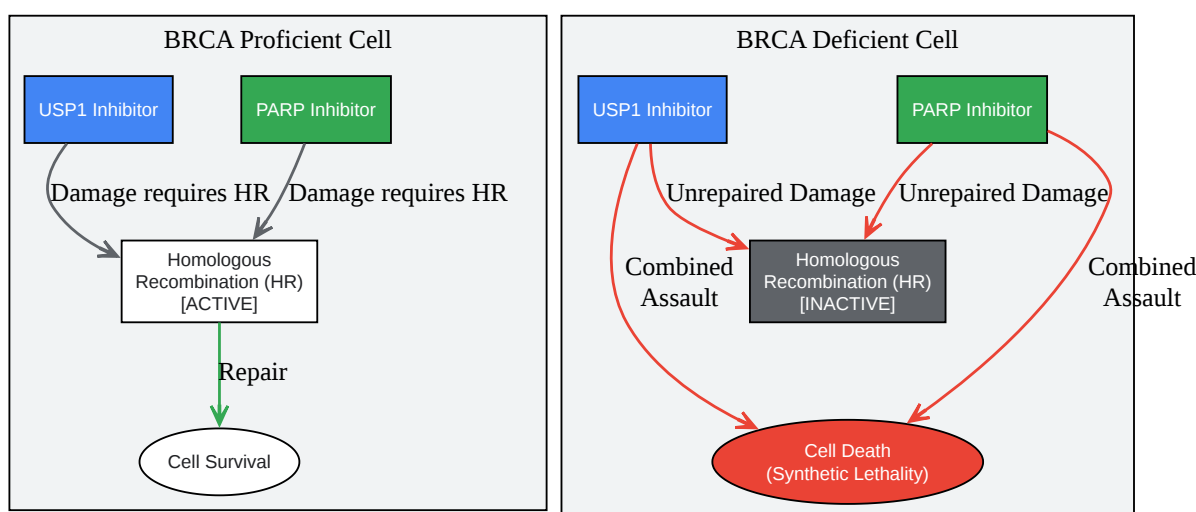 BRCA Proficient Cell
USP1 Inhibitor
PARP Inhibitor
Damage requires HR
Damage requires HR
Homologous
Recombination (HR)
[ACTIVE]
Repair
Cell Survival
BRCA Deficient Cell
USP1 Inhibitor
PARP Inhibitor
Unrepaired Damage
Unrepaired Damage
Homologous
Recombination (HR)
[INACTIVE]
Combined
Assault
Combined
Assault
Cell Death
(Synthetic Lethality)